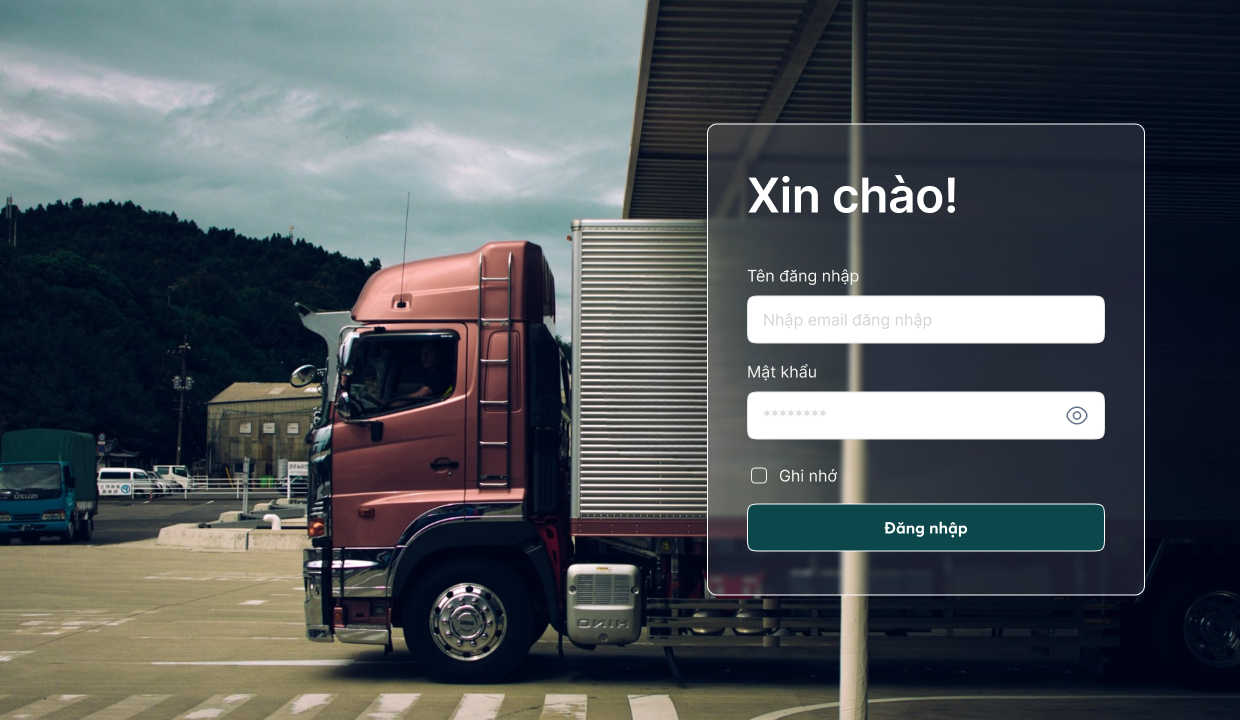 Xin chào!
Tên đăng nhập
Nhập email đăng nhập
Mật khẩu
********
Ghi nhớ
Đăng nhập
HINO